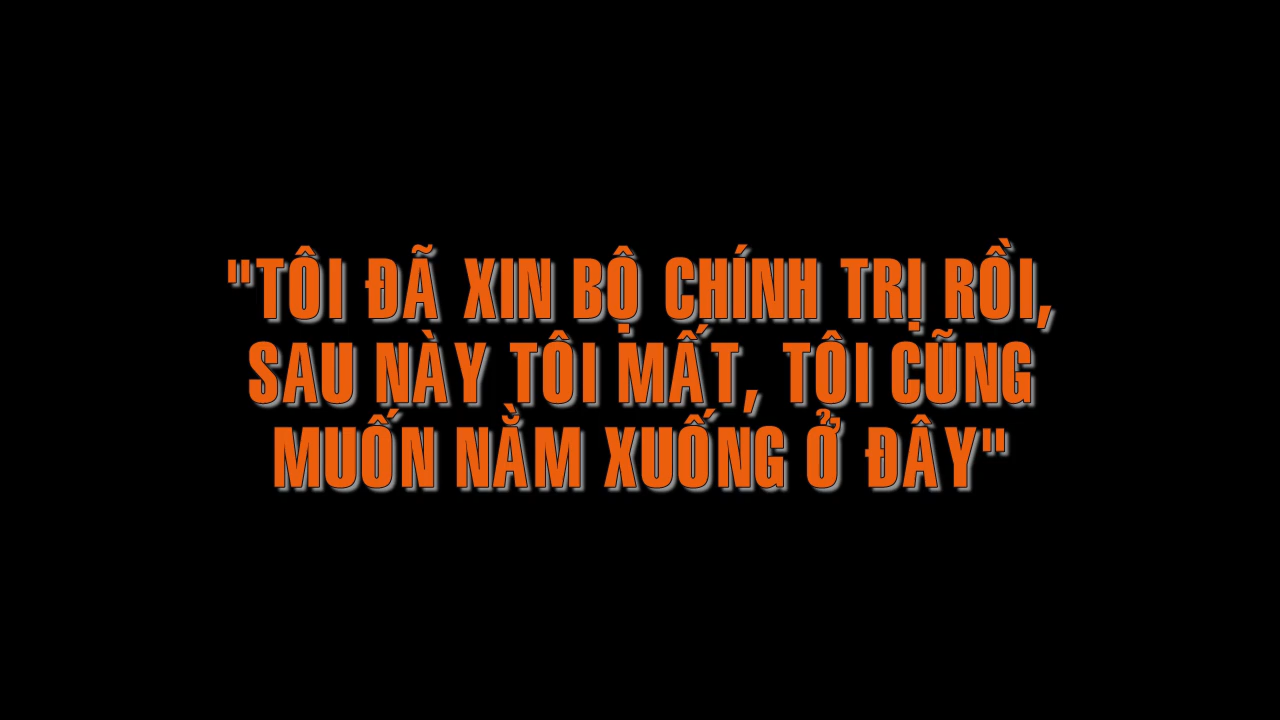 "TÔI ĐÃ XIN BỘ CHÍNH TRỊ RỒI,
SAU NÀY TÔI MẤT, TÔI CŨNG
MUỐN NẰM XUỐNG Ở ĐÂY"